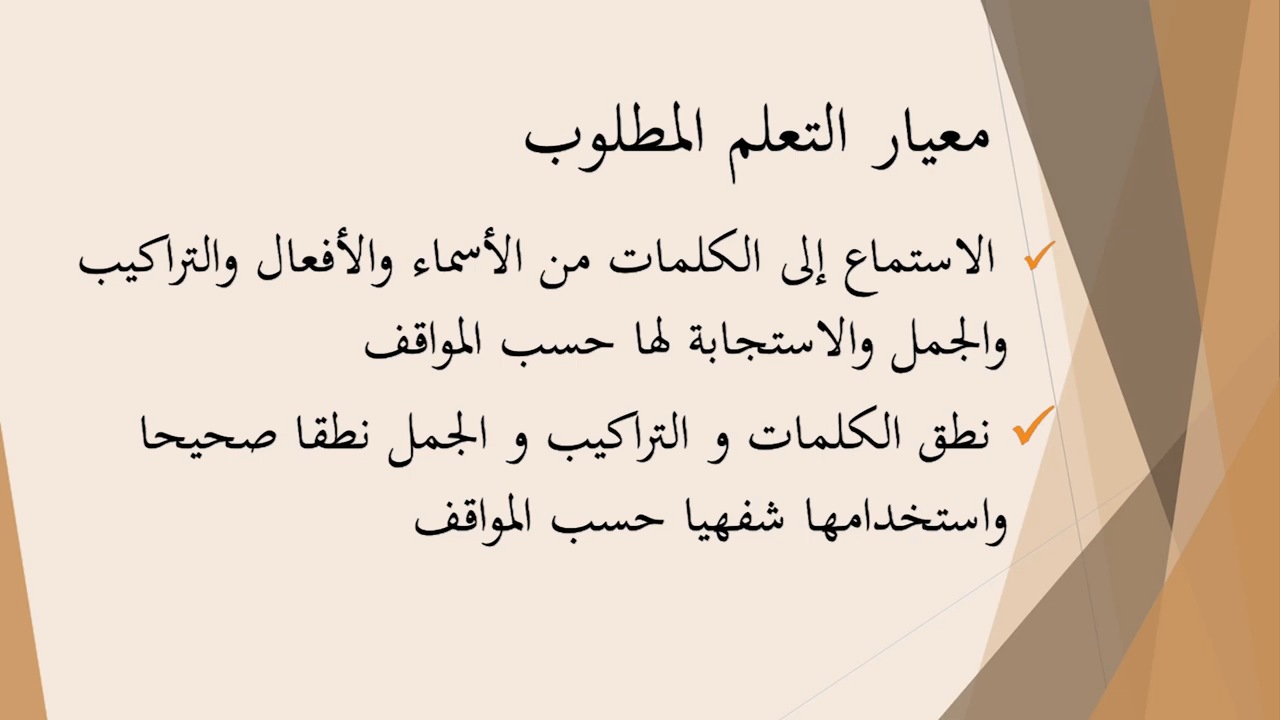 معيار التعلم المطلوب
✓ الاستماع إلى الكلمات من الأسماء والأفعال والتراكيب
والجمل والاستجابة لها حسب المواقف
✓ نطق الكلمات و التراكيب و الجمل نطقا صحيحا
واستخدامها شفهيا حسب المواقف